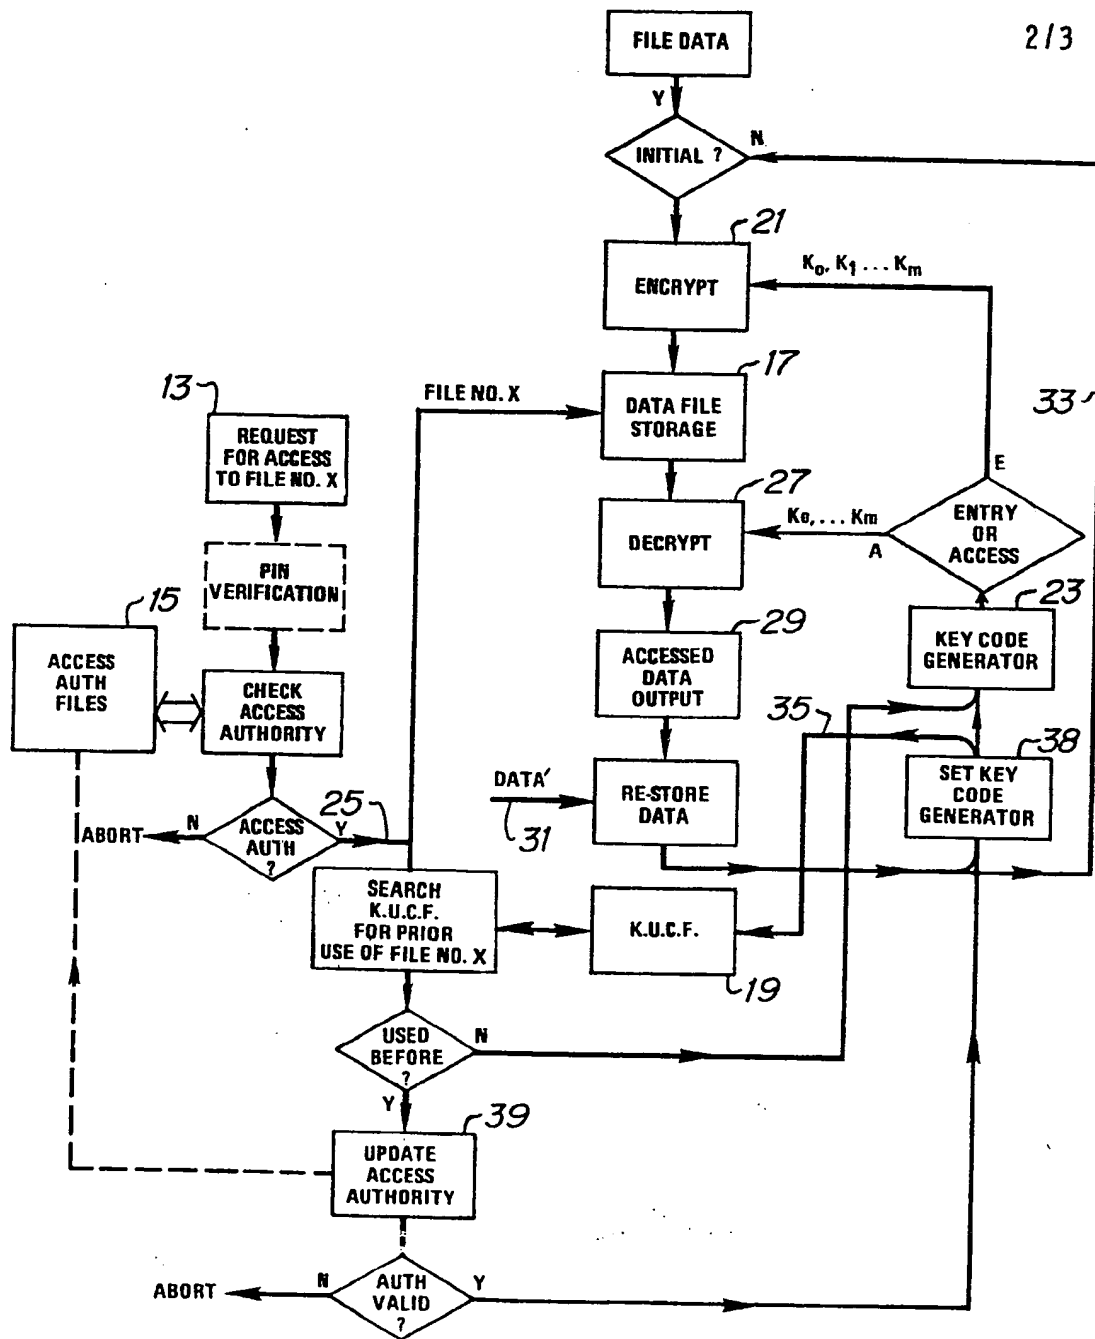 2/3
FILE DATA
Y
INITIAL ?
N
21
ENCRYPT
K₀, K₁ ... Kₘ
17
FILE NO. X
DATA FILE
STORAGE
33
13
REQUEST
FOR ACCESS
TO FILE NO. X
E
27
DECRYPT
K₀, ... Kₘ
A
ENTRY
OR
ACCESS
PIN
VERIFICATION
15
ACCESS
AUTH
FILES
CHECK
ACCESS
AUTHORITY
29
ACCESSED
DATA
OUTPUT
23
KEY CODE
GENERATOR
35
38
SET KEY
CODE
GENERATOR
DATA'
31
RE-STORE
DATA
ABORT
N
ACCESS
AUTH
?
Y
25
SEARCH
K.U.C.F.
FOR PRIOR
USE OF FILE NO. X
K.U.C.F.
19
USED
BEFORE
?
N
Y
39
UPDATE
ACCESS
AUTHORITY
ABORT
N
AUTH
VALID
?
Y